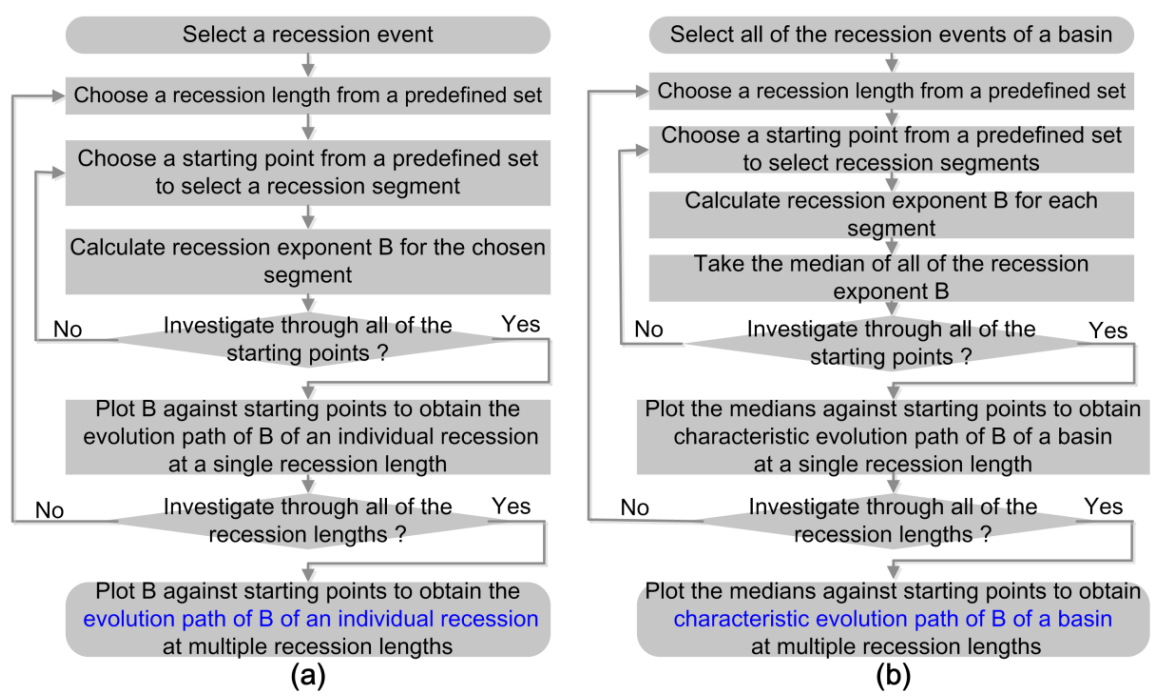 Select a recession event
Choose a recession length from a predefined set
Choose a starting point from a predefined set
to select a recession segment
Calculate recession exponent B for the chosen
segment
Investigate through all of the
starting points ?
No
Yes
Plot B against starting points to obtain the
evolution path of B of an individual recession
at a single recession length
Investigate through all of the
recession lengths ?
No
Yes
Plot B against starting points to obtain the
evolution path of B of an individual recession
at multiple recession lengths
(a)
Select all of the recession events of a basin
Choose a recession length from a predefined set
Choose a starting point from a predefined set
to select recession segments
Calculate recession exponent B for each
segment
Take the median of all of the recession
exponent B
Investigate through all of the
starting points ?
No
Yes
Plot the medians against starting points to obtain
characteristic evolution path of B of a basin
at a single recession length
Investigate through all of the
recession lengths ?
No
Yes
Plot the medians against starting points to obtain
characteristic evolution path of B of a basin
at multiple recession lengths
(b)